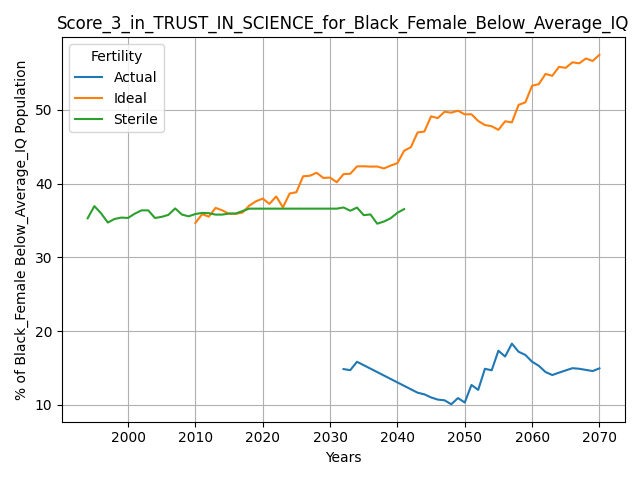 Score_3_in_TRUST_IN_SCIENCE_for_Black_Female_Below_Average_IQ
Fertility
Actual
Ideal
Sterile
% of Black_Female Below_Average_IQ Population
50
40
30
20
10
2000 2010 2020 2030 2040 2050 2060 2070
Years